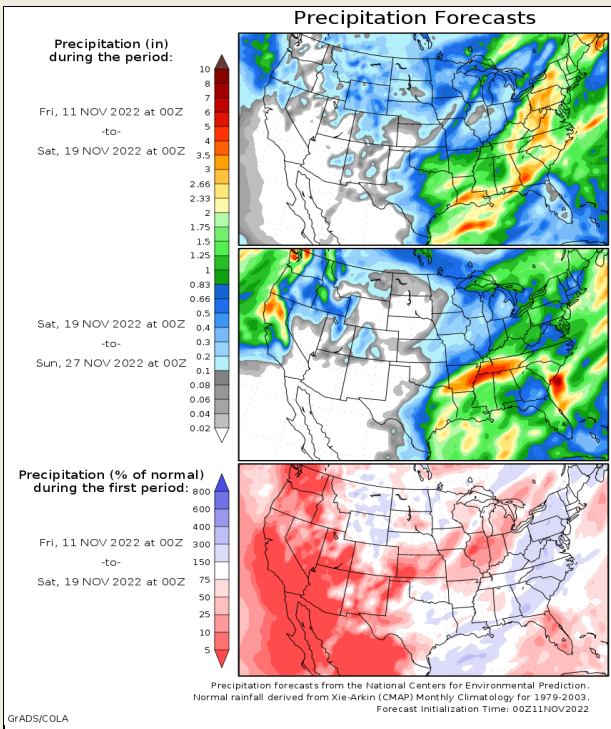 Precipitation Forecasts
Precipitation (in)
during the period:
Fri, 11 NOV 2022 at 00Z
-to-
Sat, 19 NOV 2022 at 00Z
10
8
7
6
5
4
3.5
3
2.66
2.33
2
1.75
1.5
1.25
1
0.83
0.66
0.5
0.4
0.3
0.2
0.1
0.08
0.06
0.04
0.02
Sat, 19 NOV 2022 at 00Z
-to-
Sun, 27 NOV 2022 at 00Z
Precipitation (% of normal)
during the first period:
Fri, 11 NOV 2022 at 00Z
-to-
Sat, 19 NOV 2022 at 00Z
800
600
400
300
150
75
50
25
10
5
Precipitation forecasts from the National Centers for Environmental Prediction.
Normal rainfall derived from Xie-Arkin (CMAP) Monthly Climatology for 1979-2003.
Forecast Initialization Time: 00Z11NOV2022
GrADS/COLA